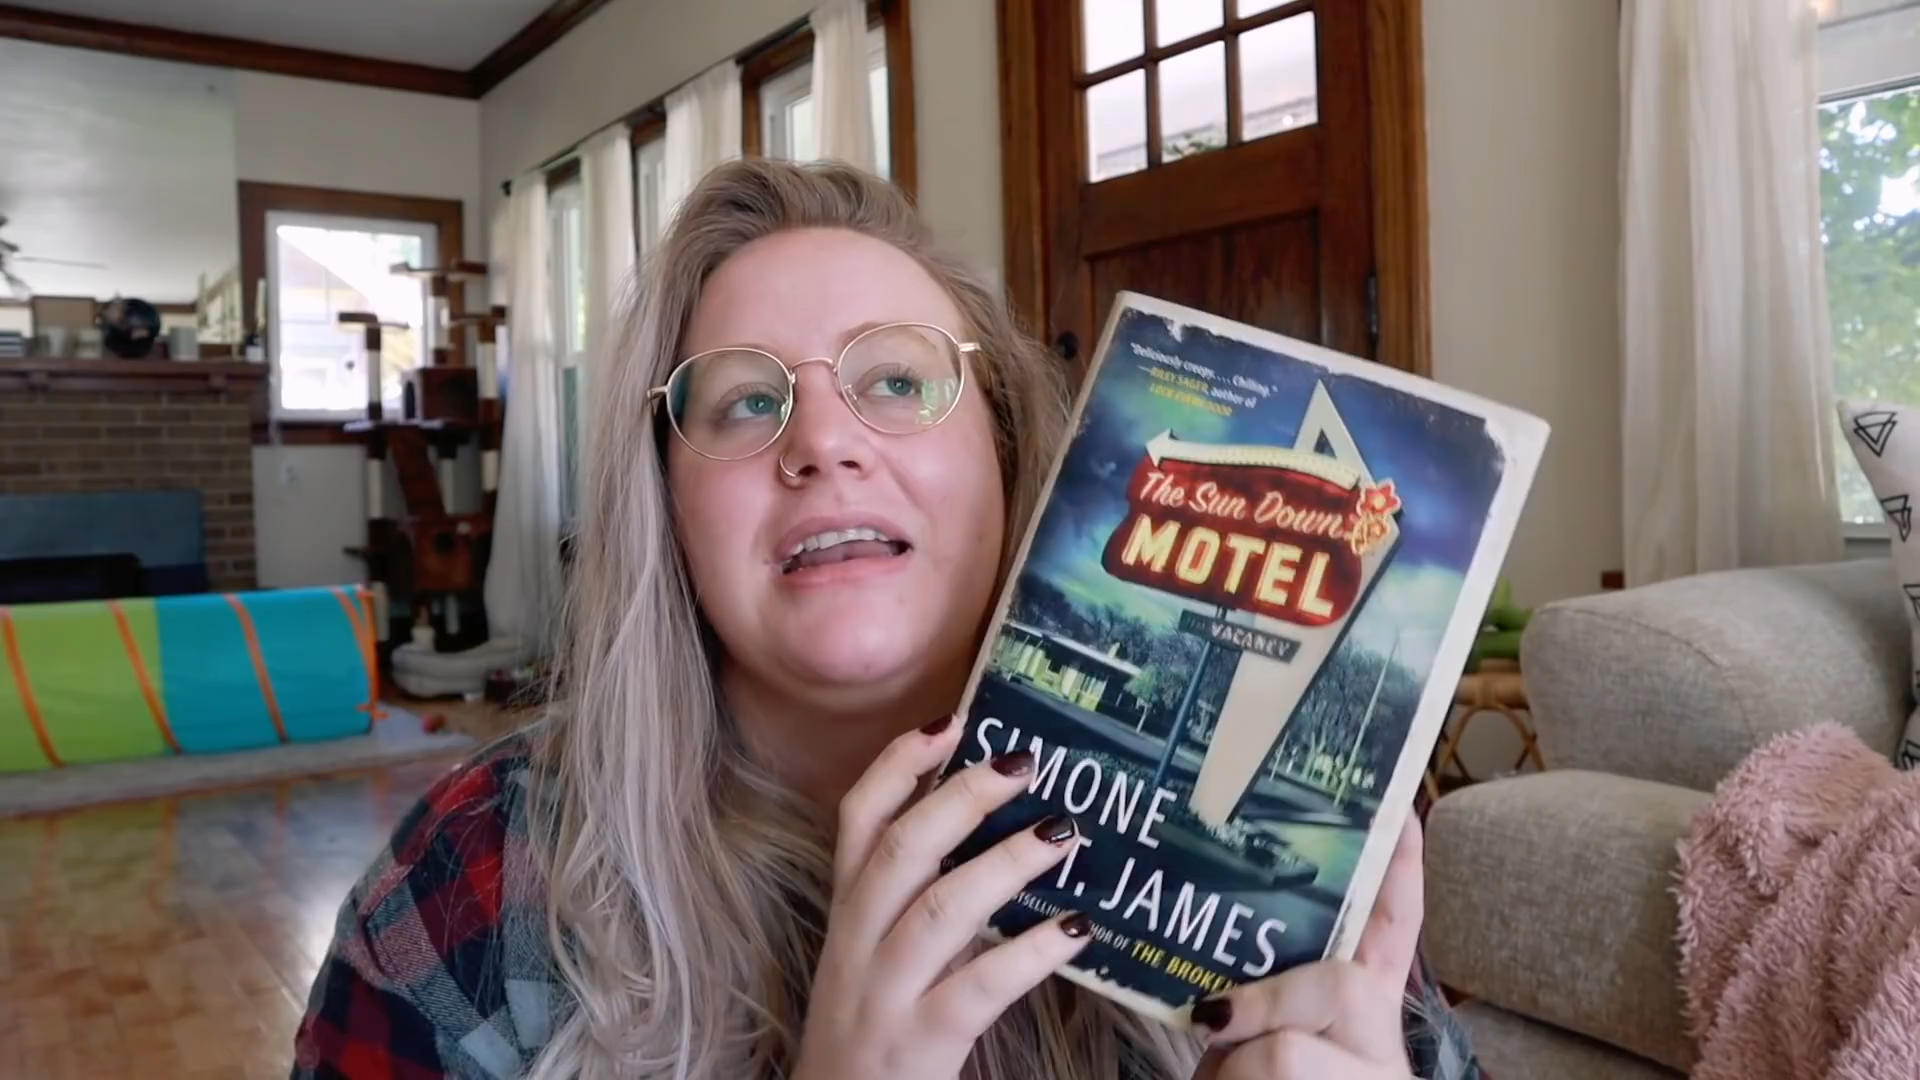 "Deliciously creepy.... Chilling."
—RILEY SAGER, author of
LOCK EVERY DOOR
The Sun Down
MOTEL
VACANCY
SIMONE
T. JAMES
OF THE BROKEN